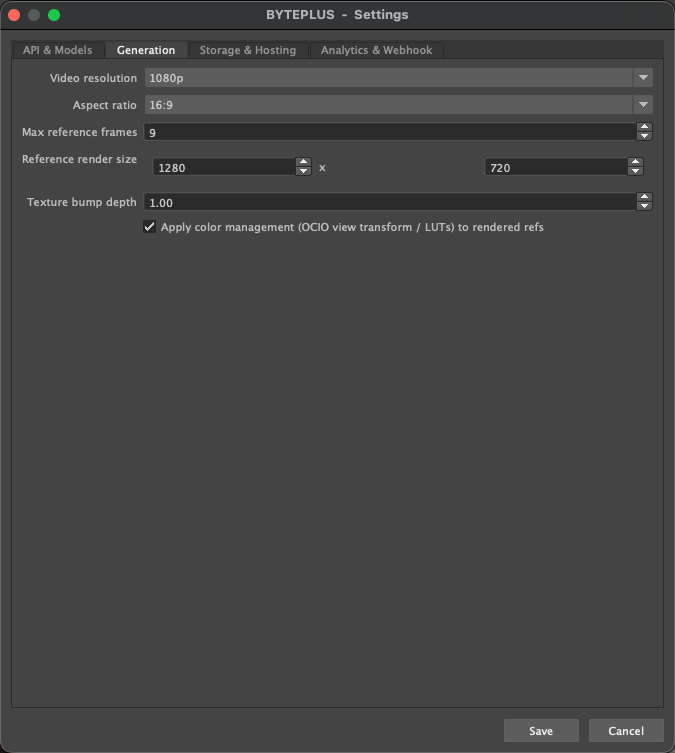 BYTEPLUS - Settings
API & Models Generation Storage & Hosting Analytics & Webhook
Video resolution 1080p
Aspect ratio 16:9
Max reference frames 9
Reference render size 1280 x 720
Texture bump depth 1.00
Apply color management (OCIO view transform / LUTs) to rendered refs
Save Cancel